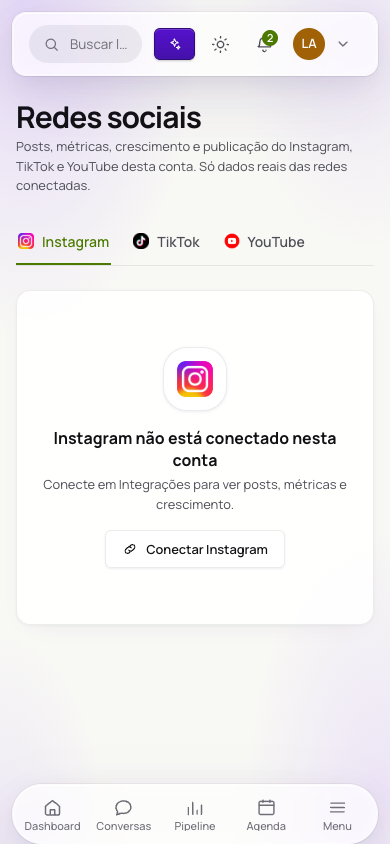 Buscar l...
2
LA
Redes sociais
Posts, métricas, crescimento e publicação do Instagram,
TikTok e YouTube desta conta. Só dados reais das redes
conectadas.
Instagram
TikTok
YouTube
Instagram não está conectado nesta
conta
Conecte em Integrações para ver posts, métricas e
crescimento.
Conectar Instagram
Dashboard
Conversas
Pipeline
Agenda
Menu